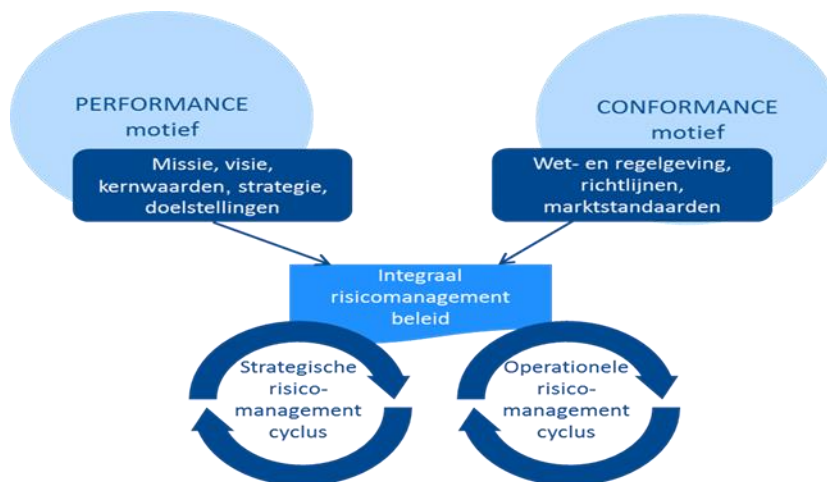 PERFORMANCE
motief
Missie, visie,
kernwaarden, strategie,
doelstellingen
CONFORMANCE
motief
Wet- en regelgeving,
richtlijnen,
marktstandaarden
Integraal
risicomanagement
beleid
Strategische
risico-
management
cyclus
Operationele
risico-
management
cyclus